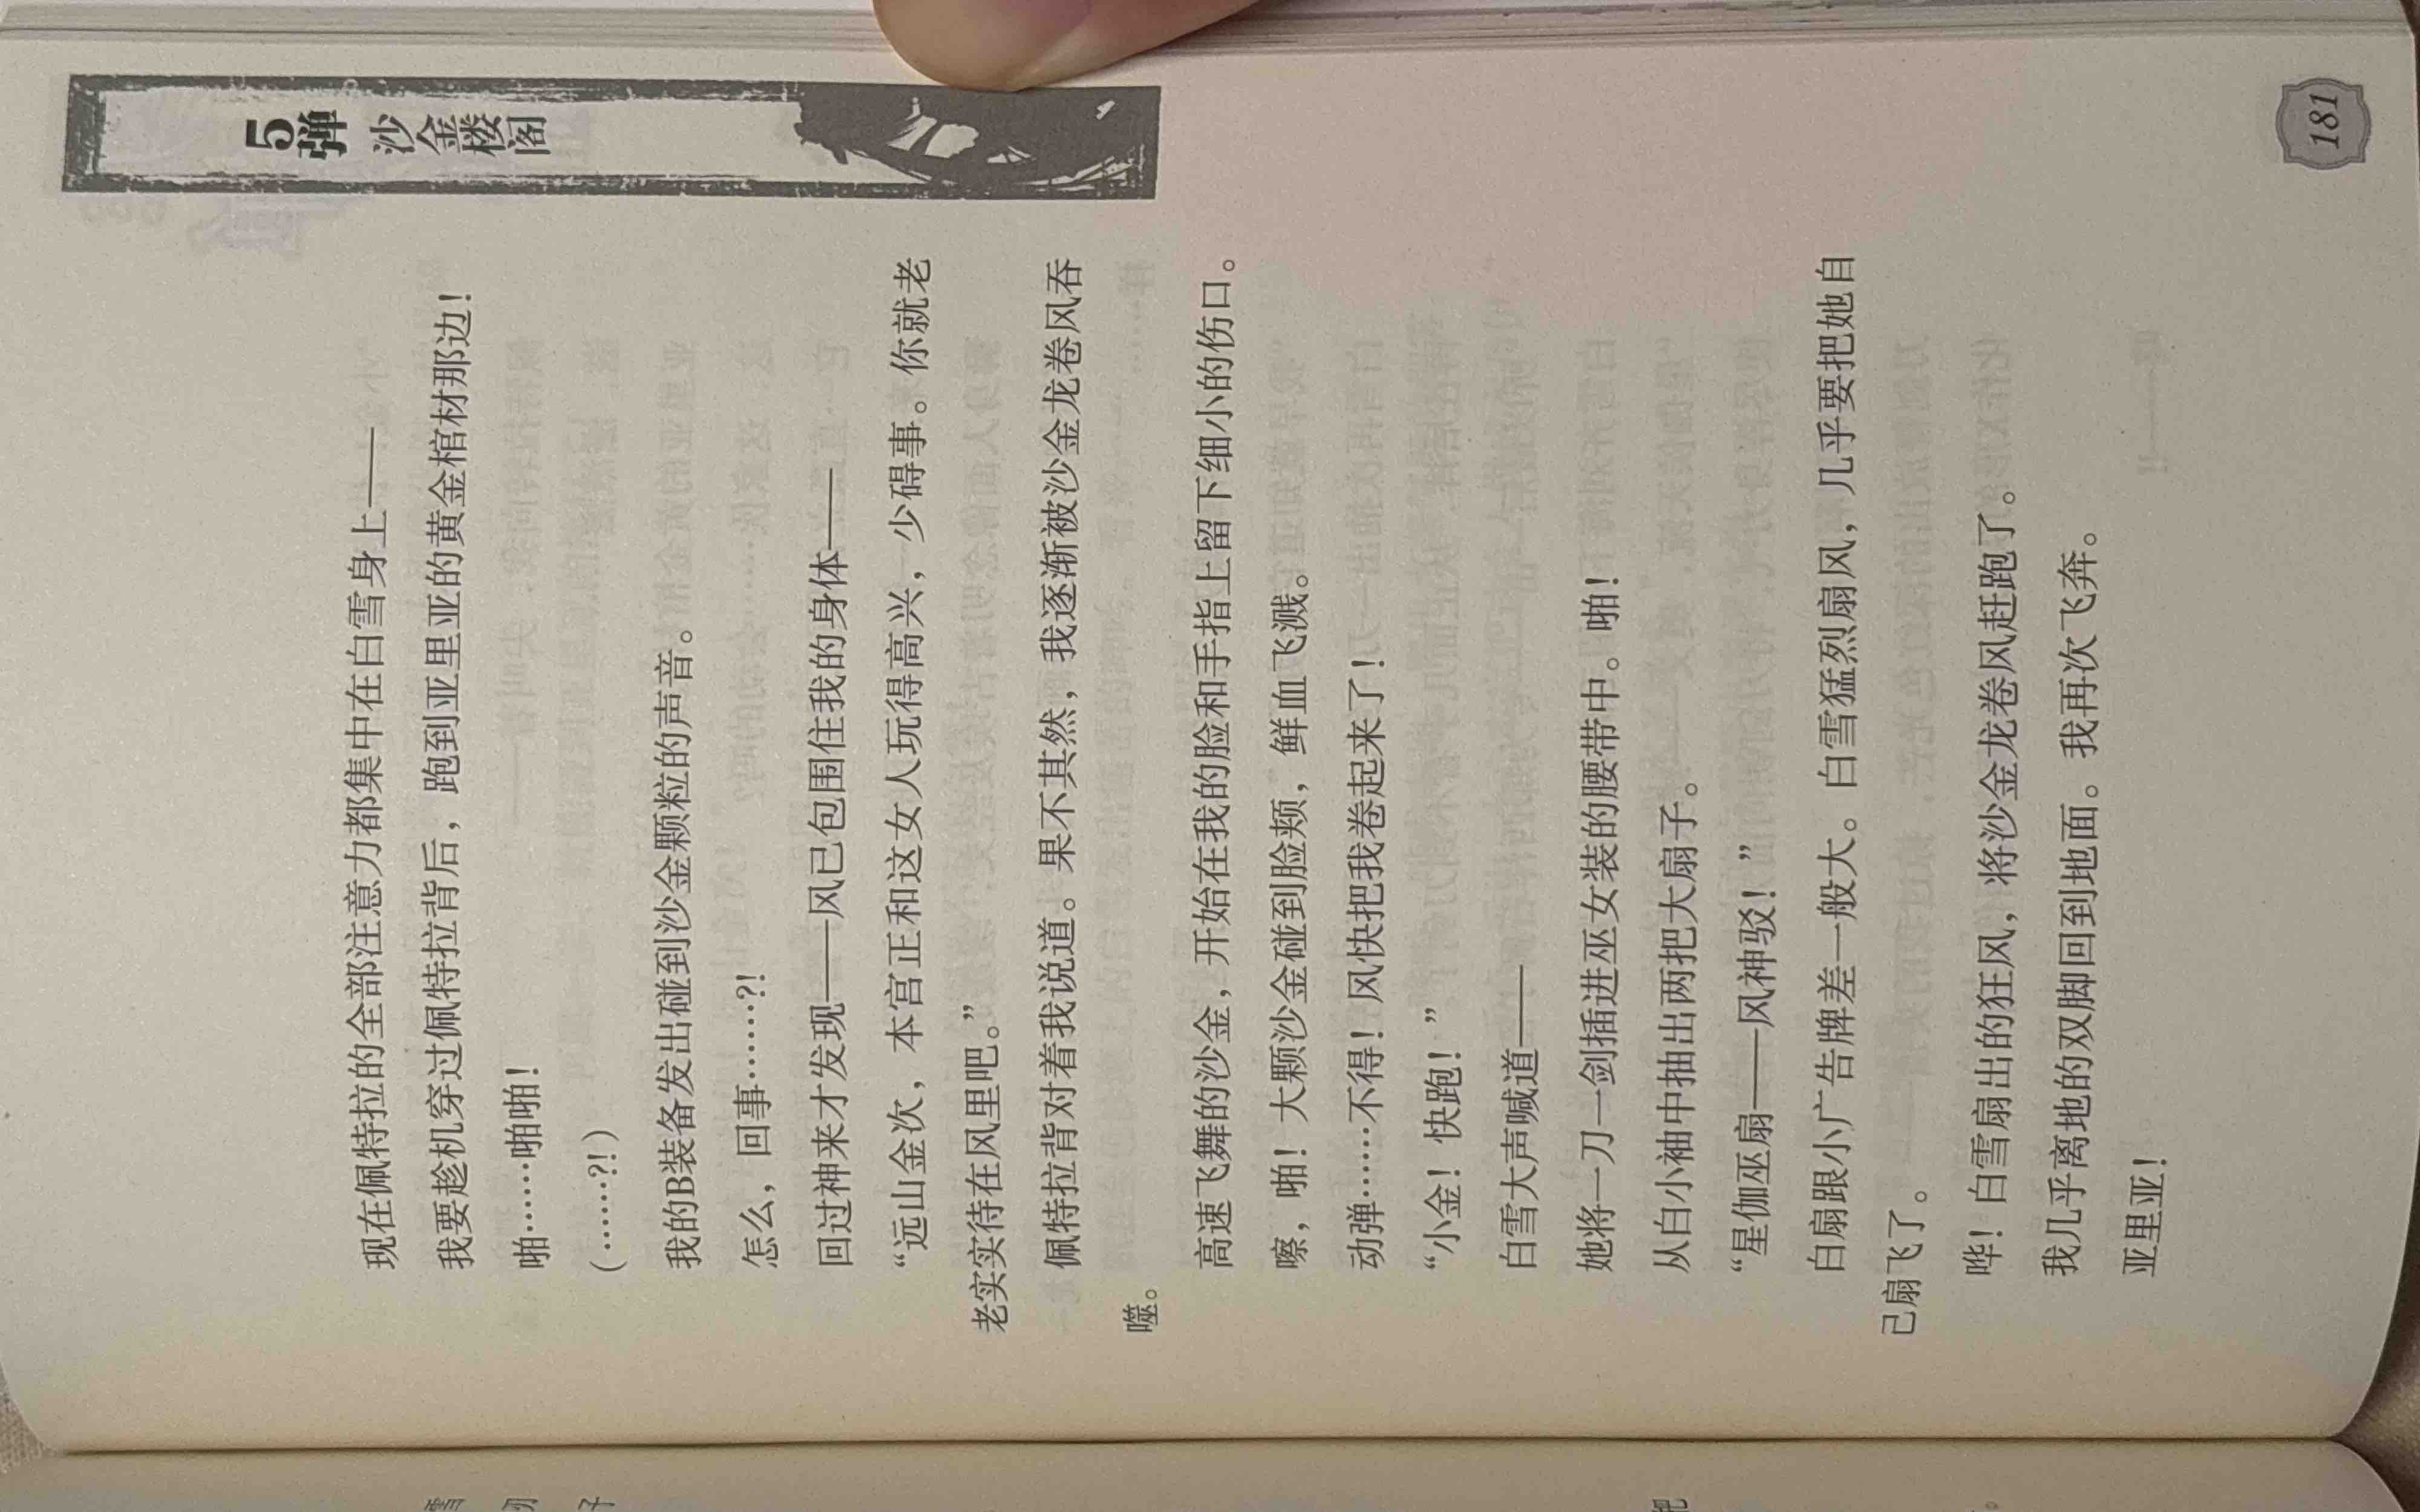 5弹 沙金楼阁
现在佩特拉的全部注意力都集中在白雪身上——
我要趁机穿过佩特拉背后，跑到亚里亚的黄金棺材那边！
啪……啪啪！
（……?!）
我的B装备发出碰到沙金颗粒的声音。
怎么，回事……?!
回过神来才发现——风已包围住我的身体——
“远山金次，本宫正和这女人玩得高兴，少碍事。你就老
老实实待在风里吧。”
佩特拉背对着我说道。果不其然，我逐渐被沙金龙卷风吞
噬。
高速飞舞的沙金，开始在我的脸和手指上留下细小的伤口。
嚓，啪！大颗沙金碰到脸颊，鲜血飞溅。
动弹……不得！风快把我卷起来了！
“小金！快跑！”
白雪大声喊道——
她将一刀一剑插进巫女装的腰带中。啪！
从白小袖中抽出两把大扇子。
“星伽巫扇——风神驳！”
白扇跟小广告牌差一般大。白雪猛烈扇风，几乎要把她自
己扇飞了。
哗！白雪扇出的狂风，将沙金龙卷风赶跑了。
我几乎离地的双脚回到地面。我再次飞奔。
亚里亚！
181